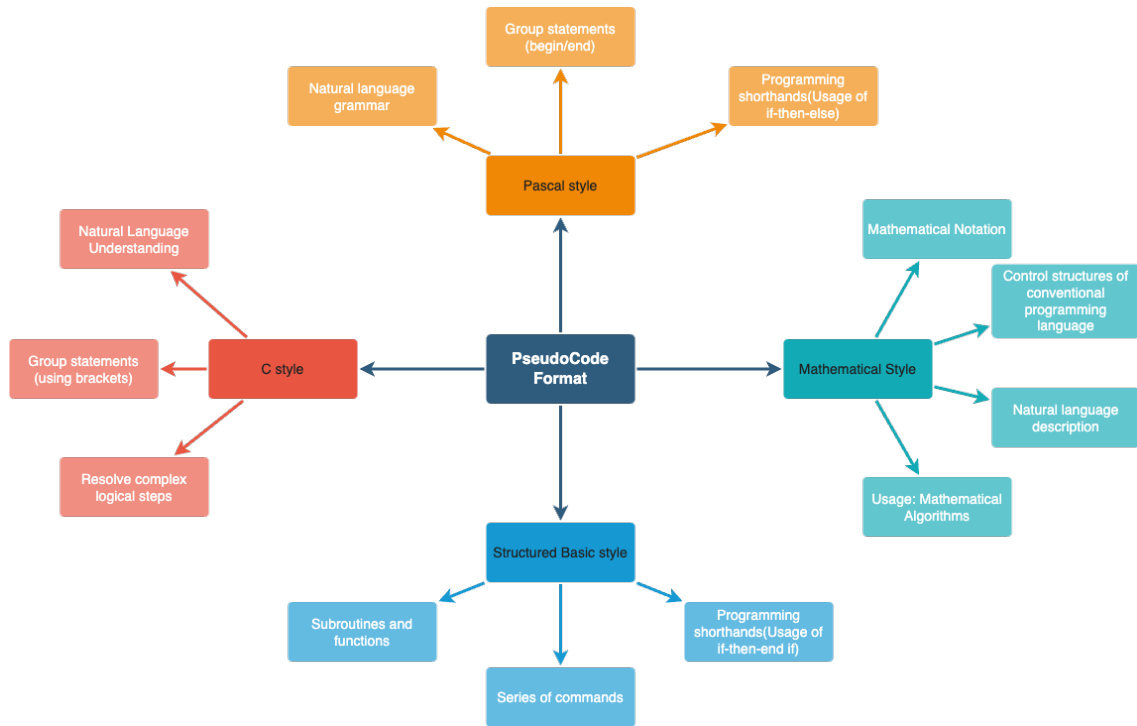 Group statements
(begin/end)
Natural language
grammar
Programming
shorthands(Usage of
if-then-else)
Pascal style
Natural Language
Understanding
Mathematical Notation
Control structures of
conventional
programming
language
Group statements
(using brackets)
C style
PseudoCode
Format
Mathematical Style
Natural language
description
Resolve complex
logical steps
Usage: Mathematical
Algorithms
Structured Basic style
Subroutines and
functions
Programming
shorthands(Usage of
if-then-end if)
Series of commands